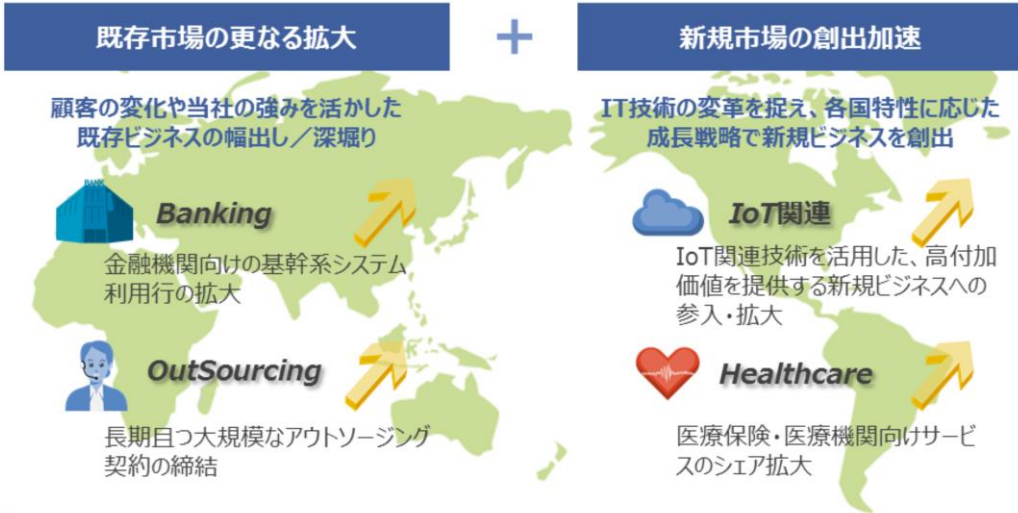 既存市場の更なる拡大
+
新規市場の創出加速
顧客の変化や当社の強みを活かした
既存ビジネスの幅出し／深堀り
BANK
Banking
金融機関向けの基幹系システム
利用行の拡大
OutSourcing
長期且つ大規模なアウトソージング
契約の締結
IT技術の変革を捉え、各国特性に応じた
成長戦略で新規ビジネスを創出
IoT関連
IoT関連技術を活用した、高付加
価値を提供する新規ビジネスへの
参入・拡大
Healthcare
医療保険・医療機関向けサービ
スのシェア拡大